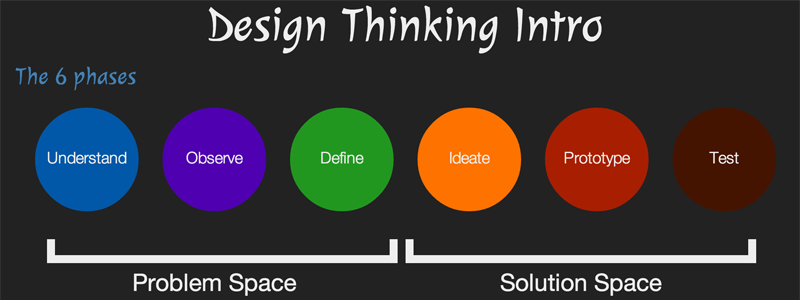 Design Thinking Intro
The 6 phases
Understand
Observe
Define
Ideate
Prototype
Test
Problem Space
Solution Space